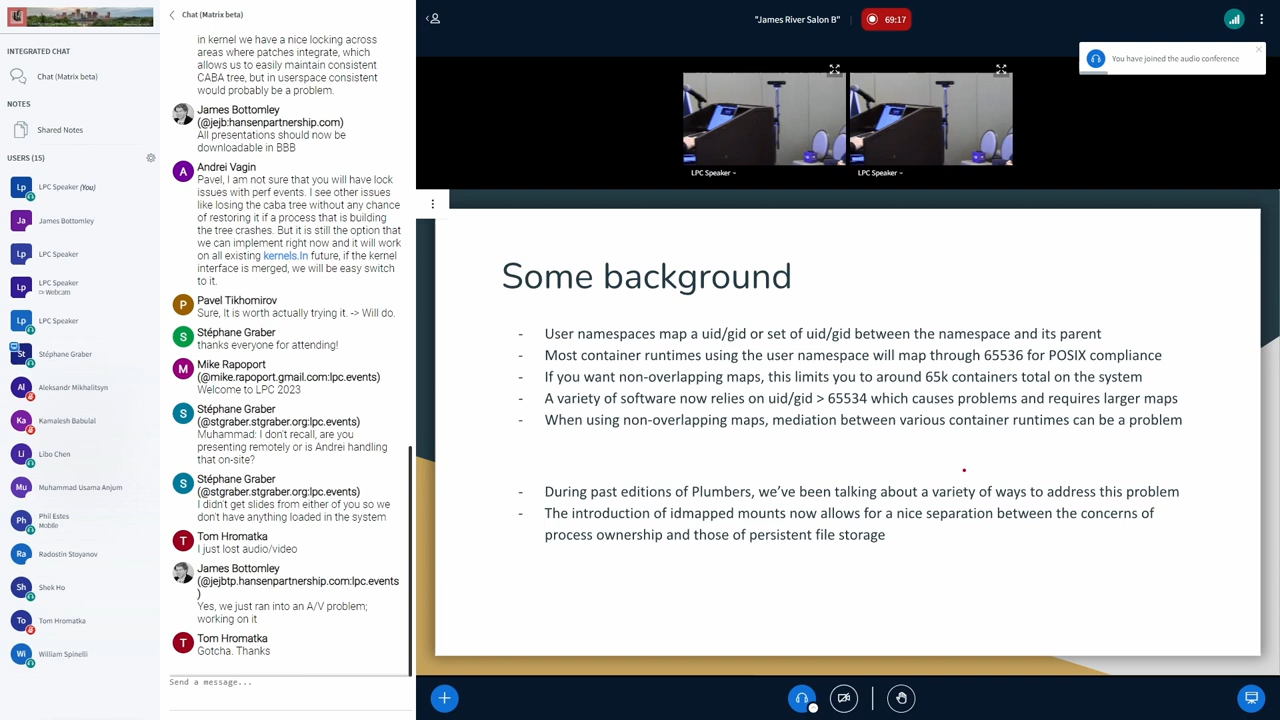 INTEGRATED CHAT
Chat (Matrix beta)
NOTES
Shared Notes
USERS (15)
Lp LPC Speaker (You)
Ja James Bottomley
Lp LPC Speaker
Lp LPC Speaker
Webcam
Lp LPC Speaker
St Stéphane Graber
Al Aleksandr Mikhalitsyn
Ka Kamalesh Babulal
Li Libo Chen
Mu Muhammad Usama Anjum
Ph Phil Estes
Mobile
Ra Radostin Stoyanov
Sh Shek Ho
To Tom Hromatka
Wi William Spinelli
Chat (Matrix beta)
in kernel we have a nice locking across
areas where patches integrate, which
allows us to easily maintain consistent
CABA tree, but in userspace consistent
would probably be a problem.
James Bottomley
(@jejb:hansenpartnership.com)
All presentations should now be
downloadable in BBB
A Andrei Vagin
Pavel, I am not sure that you will have lock
issues with perf events. I see other issues
like losing the caba tree without any chance
of restoring it if a process that is building
the tree crashes. But it is still the option that
we can implement right now and it will work
on all existing kernels.In future, if the kernel
interface is merged, we will be easy switch
to it.
P Pavel Tikhomirov
Sure, It is worth actually trying it. -> Will do.
S Stéphane Graber
thanks everyone for attending!
M Mike Rapoport
(@mike.rapoport.gmail.com:lpc.events)
Welcome to LPC 2023
S Stéphane Graber
(@stgraber.stgraber.org:lpc.events)
Muhammad: I don't recall, are you
presenting remotely or is Andrei handling
that on-site?
S Stéphane Graber
(@stgraber.stgraber.org:lpc.events)
I didn't get slides from either of you so we
don't have anything loaded in the system
T Tom Hromatka
I just lost audio/video
James Bottomley
(@jejbtp.hansenpartnership.com:lpc.events
)
Yes, we just ran into an A/V problem;
working on it
T Tom Hromatka
Gotcha. Thanks
Send a message...
"James River Salon B"
69:17
You have joined the audio conference
LPC Speaker
LPC Speaker
Some background
- User namespaces map a uid/gid or set of uid/gid between the namespace and its parent
- Most container runtimes using the user namespace will map through 65536 for POSIX compliance
- If you want non-overlapping maps, this limits you to around 65k containers total on the system
- A variety of software now relies on uid/gid > 65534 which causes problems and requires larger maps
- When using non-overlapping maps, mediation between various container runtimes can be a problem
- During past editions of Plumbers, we've been talking about a variety of ways to address this problem
- The introduction of idmapped mounts now allows for a nice separation between the concerns of
process ownership and those of persistent file storage